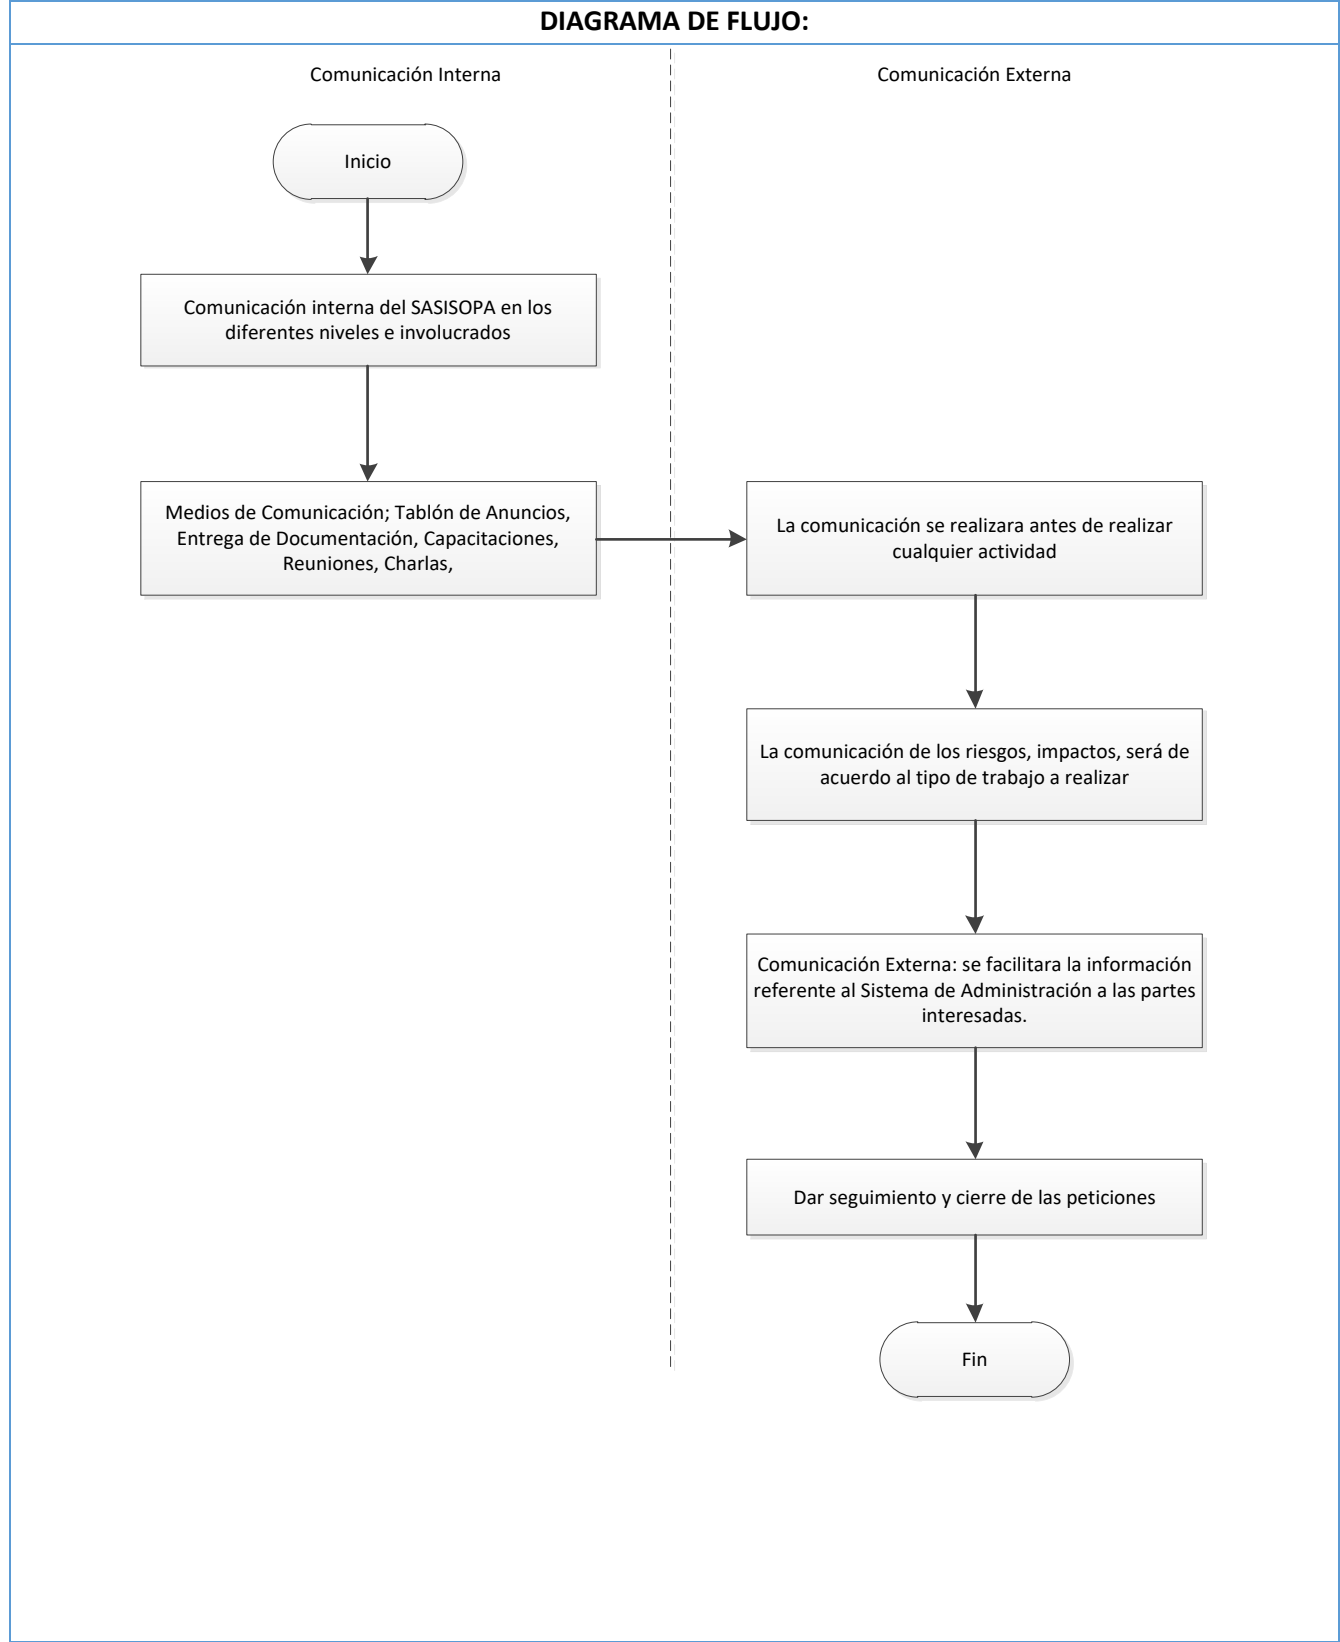 DIAGRAMA DE FLUJO:
Comunicación Interna
Comunicación Externa
Inicio
Comunicación interna del SASISOPA en los
diferentes niveles e involucrados
Medios de Comunicación; Tablón de Anuncios,
Entrega de Documentación, Capacitaciones,
Reuniones, Charlas,
La comunicación se realizara antes de realizar
cualquier actividad
La comunicación de los riesgos, impactos, será de
acuerdo al tipo de trabajo a realizar
Comunicación Externa: se facilitara la información
referente al Sistema de Administración a las partes
interesadas.
Dar seguimiento y cierre de las peticiones
Fin